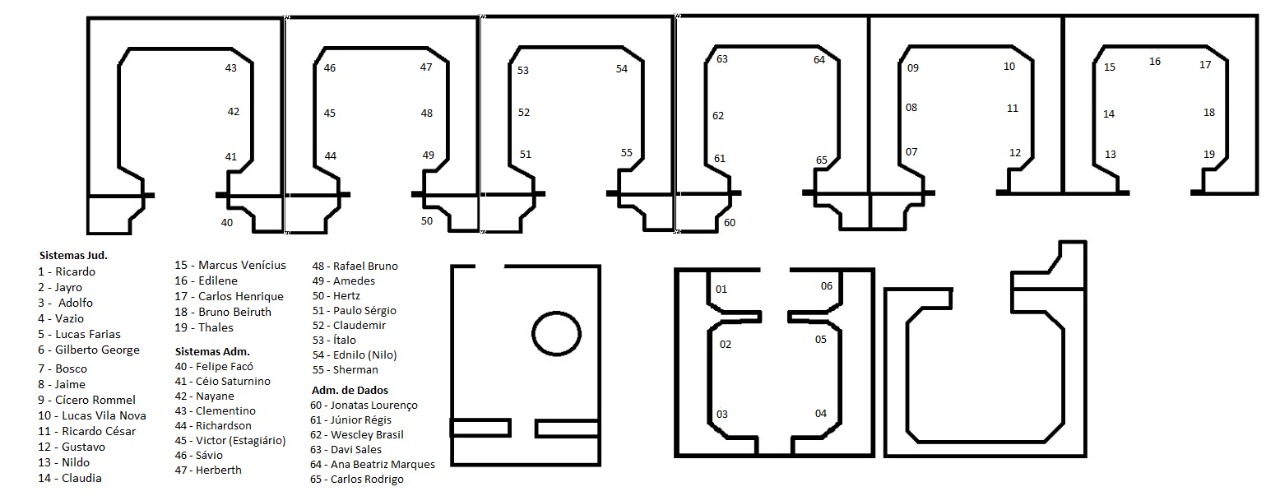 43 46 47 53 54 63 64 09 10 15 16 17
42 45 48 52 62 08 11 14 18
41 44 49 51 55 61 65 07 12 13 19
40 50 60
01 06
02 05
03 04
Sistemas Jud.
1 - Ricardo
2 - Jayro
3 - Adolfo
4 - Vazio
5 - Lucas Farias
6 - Gilberto George
7 - Bosco
8 - Jaime
9 - Cícero Rommel
10 - Lucas Vila Nova
11 - Ricardo César
12 - Gustavo
13 - Nildo
14 - Claudia
15 - Marcus Venícius
16 - Edilene
17 - Carlos Henrique
18 - Bruno Beiruth
19 - Thales
Sistemas Adm.
40 - Felipe Facó
41 - Céio Saturnino
42 - Nayane
43 - Clementino
44 - Richardson
45 - Victor (Estagiário)
46 - Sávio
47 - Herberth
48 - Rafael Bruno
49 - Amedes
50 - Hertz
51 - Paulo Sérgio
52 - Claudemir
53 - Ítalo
54 - Ednilo (Nilo)
55 - Sherman
Adm. de Dados
60 - Jonatas Lourenço
61 - Júnior Régis
62 - Wescley Brasil
63 - Davi Sales
64 - Ana Beatriz Marques
65 - Carlos Rodrigo